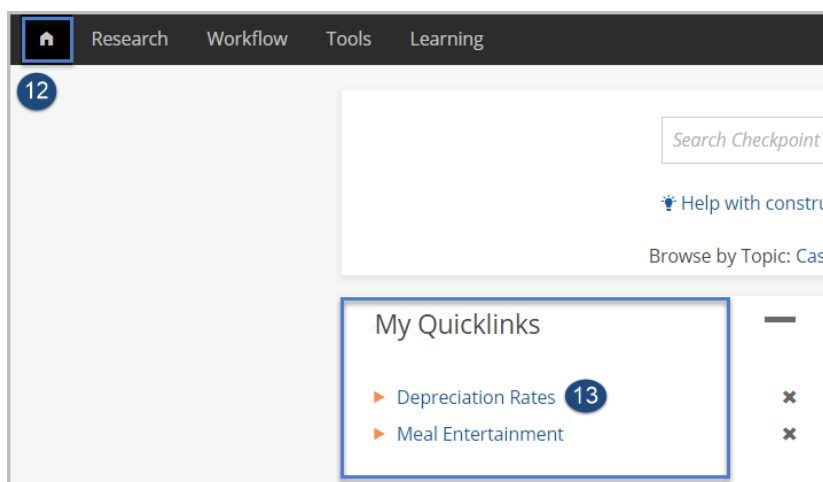 Research Workflow Tools Learning
12
Search Checkpoint
Help with constru
Browse by Topic: Cas
My Quicklinks
Depreciation Rates 13
Meal Entertainment